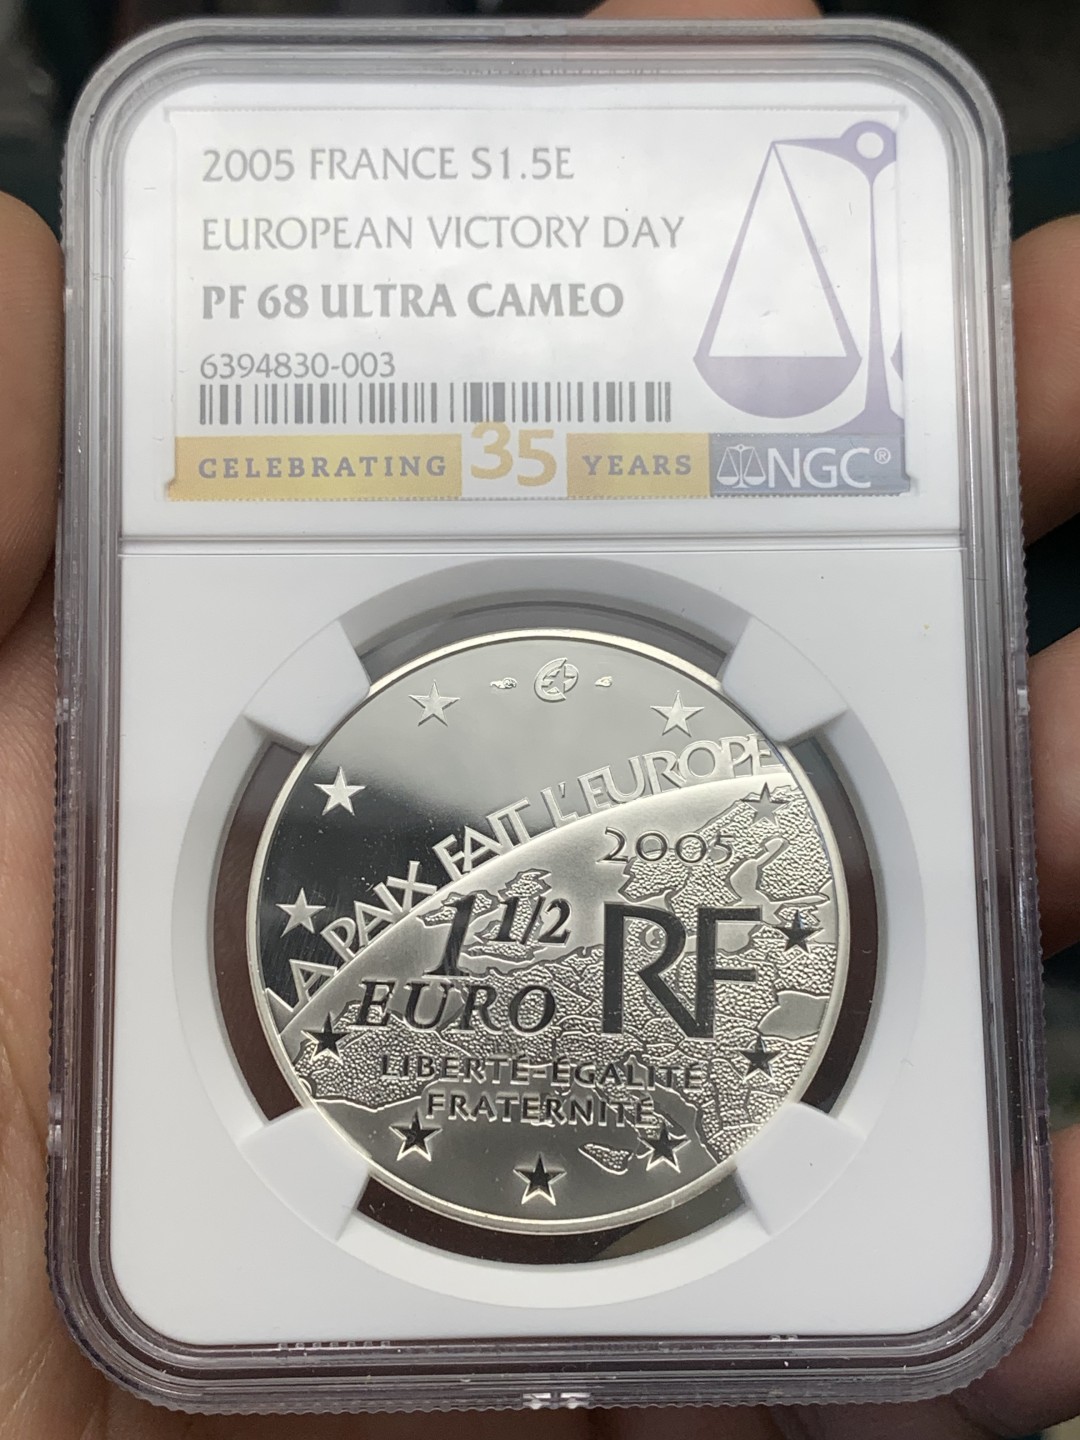 2005 FRANCE S1.5E
EUROPEAN VICTORY DAY
PF 68 ULTRA CAMEO
6394830-003
CELEBRATING 35 YEARS NGC®
LA PAIX FAIT L'EUROPE
2005
1 1/2 RF
EURO
LIBERTÉ-ÉGALITÉ
FRATERNITÉ